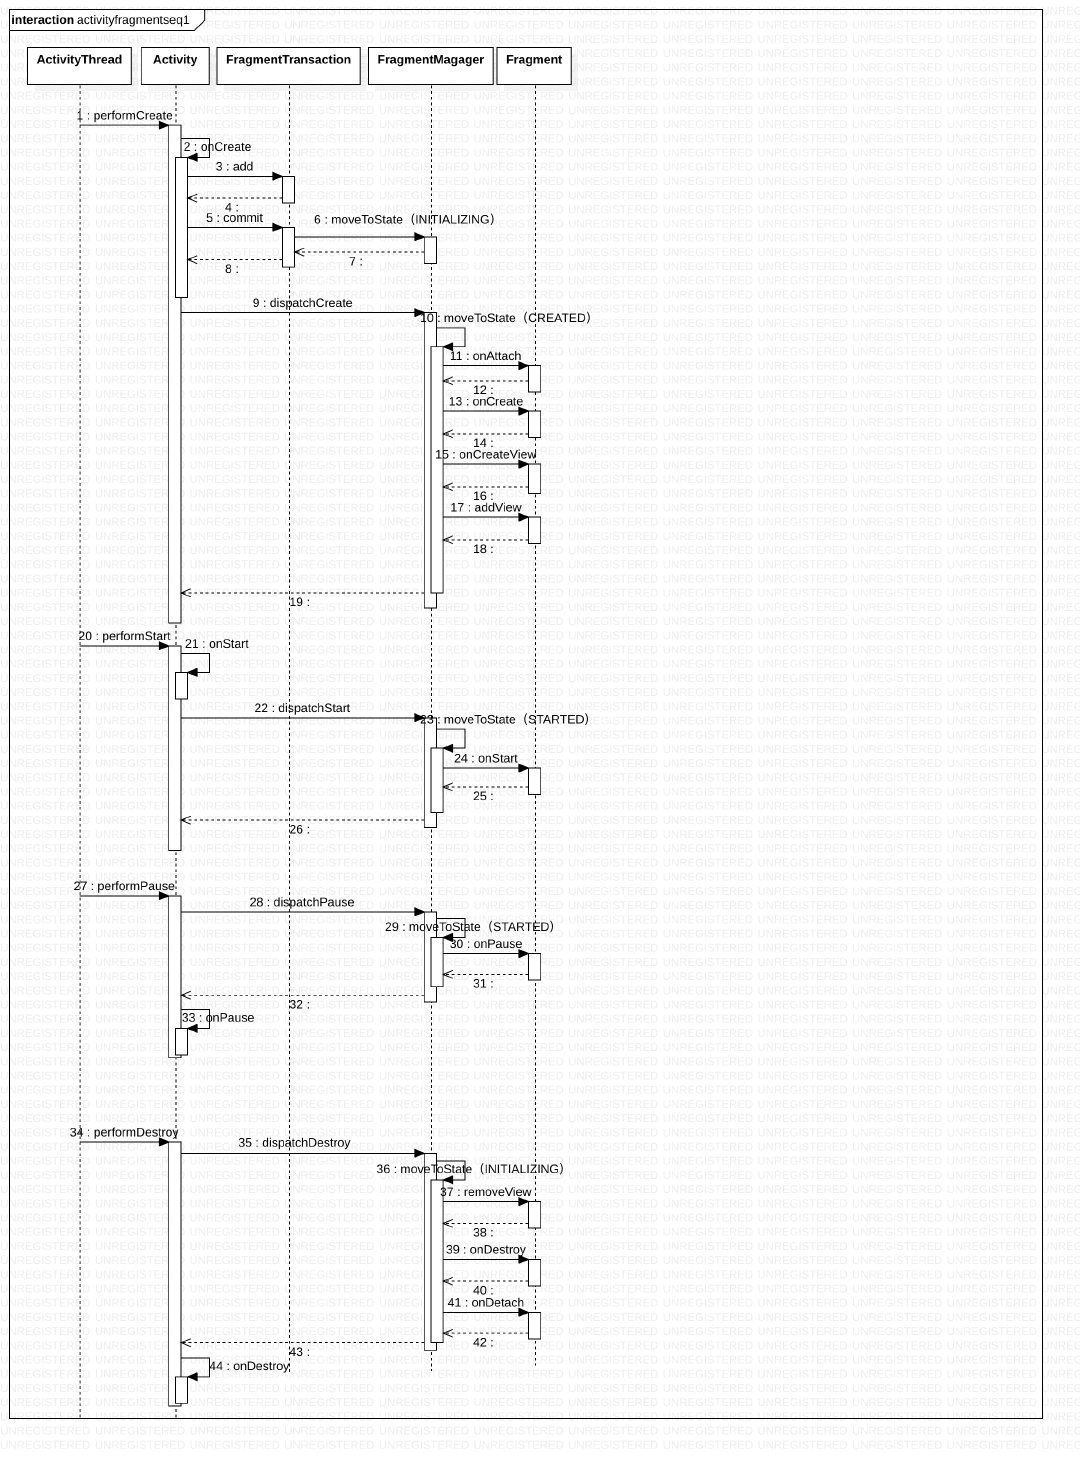 interaction activityfragmentseq1
ActivityThread Activity FragmentTransaction FragmentMagager Fragment
1 : performCreate
2 : onCreate
3 : add
4 :
5 : commit
6 : moveToState（INITIALIZING）
7 :
8 :
9 : dispatchCreate
10 : moveToState（CREATED）
11 : onAttach
12 :
13 : onCreate
14 :
15 : onCreateView
16 :
17 : addView
18 :
19 :
20 : performStart
21 : onStart
22 : dispatchStart
23 : moveToState（STARTED）
24 : onStart
25 :
26 :
27 : performPause
28 : dispatchPause
29 : moveToState（STARTED）
30 : onPause
31 :
32 :
33 : onPause
34 : performDestroy
35 : dispatchDestroy
36 : moveToState（INITIALIZING）
37 : removeView
38 :
39 : onDestroy
40 :
41 : onDetach
42 :
43 :
44 : onDestroy
UNREGISTERED UNREGISTERED UNREGISTERED UNREGISTERED UNREGISTERED UNREGISTERED UNREGISTERED UNREGISTERED UNREGISTERED UNREGISTERED UNREGISTERED